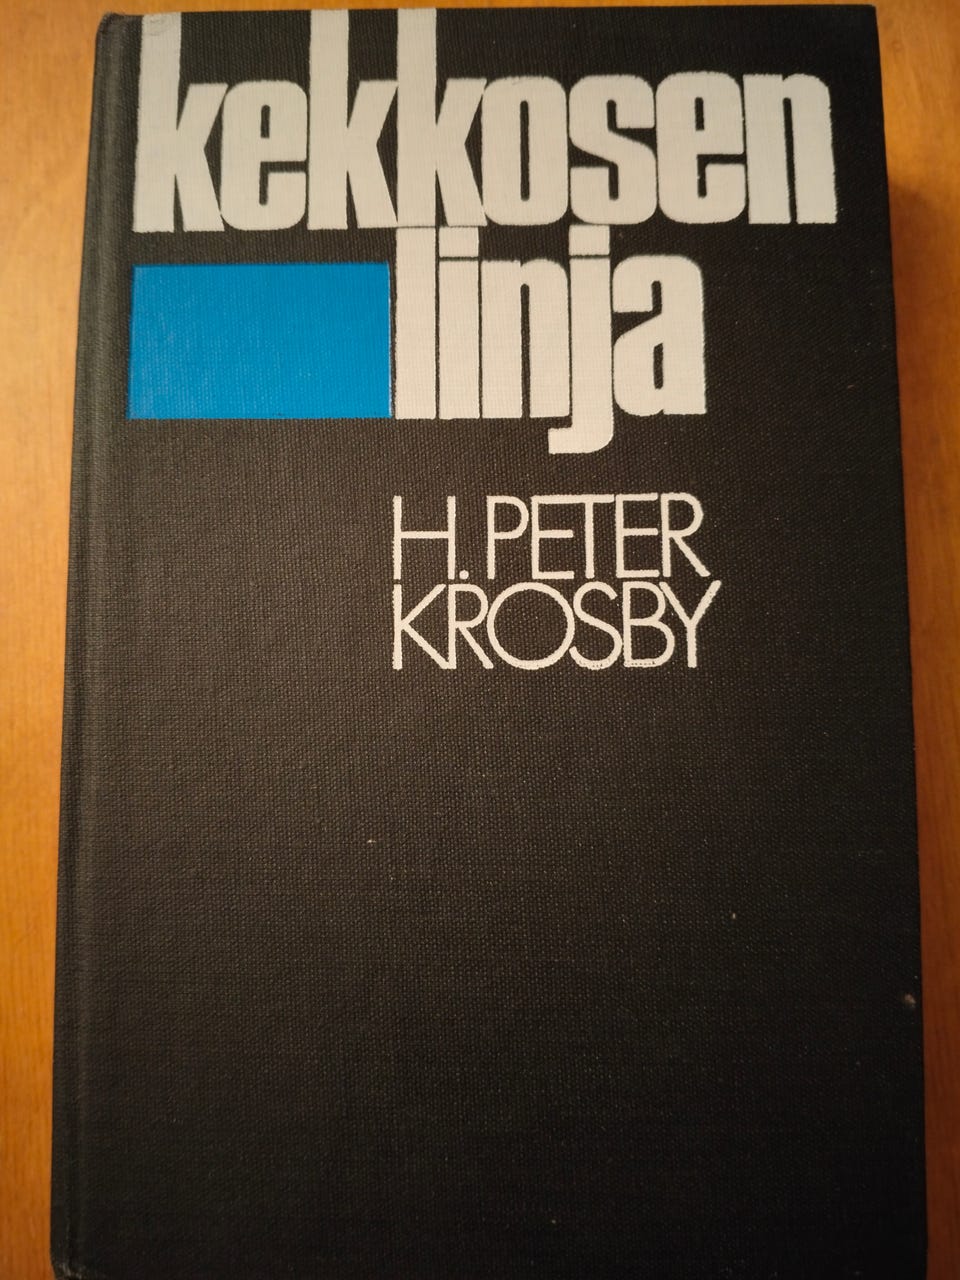 kekkosen
linja
H. PETER
KROSBY